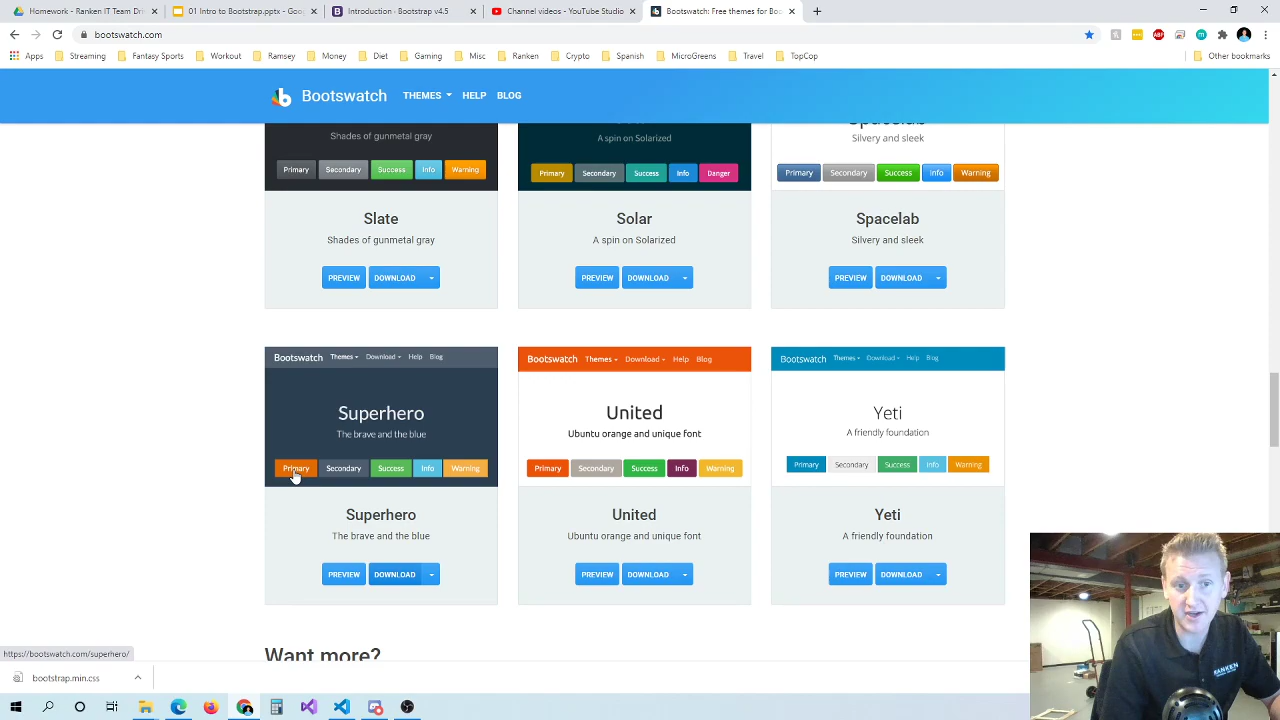 Homework - Ranken IT Team Driv
01 Intro to Bootstrap.pptx - Goo
Introduction · Bootstrap v4.5
Channel videos - YouTube Studio
Bootswatch: Free themes for Boo
bootswatch.com
Apps
Streaming
Fantasy Sports
Workout
Ramsey
Money
Diet
Gaming
Misc
Ranken
Crypto
Spanish
MicroGreens
Travel
TopCop
Other bookmarks
Bootswatch
THEMES
HELP
BLOG
Shades of gunmetal gray
A spin on Solarized
Spacelab
Silvery and sleek
Primary
Secondary
Success
Info
Warning
Primary
Secondary
Success
Info
Danger
Primary
Secondary
Success
Info
Warning
Slate
Shades of gunmetal gray
PREVIEW
DOWNLOAD
Solar
A spin on Solarized
PREVIEW
DOWNLOAD
Spacelab
Silvery and sleek
PREVIEW
DOWNLOAD
Bootswatch
Themes
Download
Help
Blog
Superhero
The brave and the blue
Primary
Secondary
Success
Info
Warning
Superhero
The brave and the blue
PREVIEW
DOWNLOAD
Bootswatch
Themes
Download
Help
Blog
United
Ubuntu orange and unique font
Primary
Secondary
Success
Info
Warning
United
Ubuntu orange and unique font
PREVIEW
DOWNLOAD
Bootswatch
Themes
Download
Help
Blog
Yeti
A friendly foundation
Primary
Secondary
Success
Info
Warning
Yeti
A friendly foundation
PREVIEW
DOWNLOAD
Want more?
https://bootswatch.com/superhero/
bootstrap.min.css
RANKEN